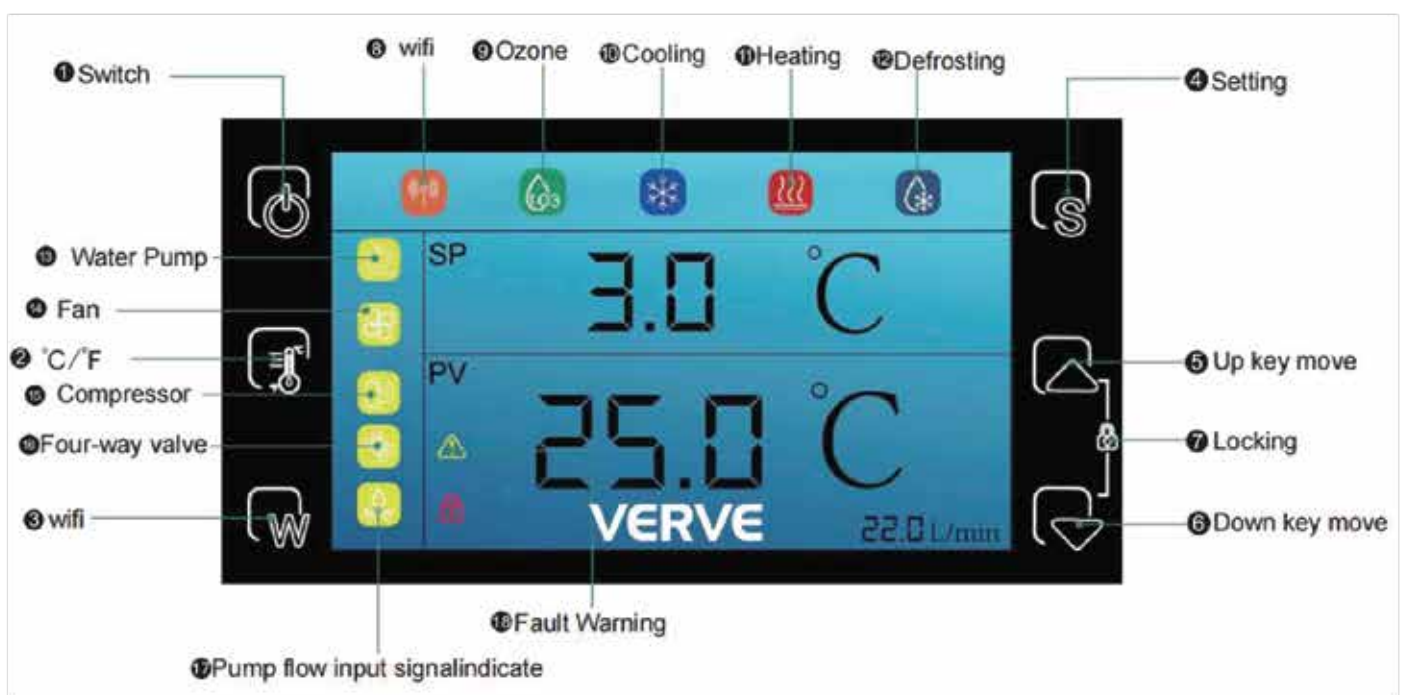 ❽ wifi
❾Ozone
❿Cooling
⓫Heating
⓬Defrosting
❶Switch
❹Setting
⓭ Water Pump
SP
3.0 °C
⓮ Fan
❷ °C/°F
PV
❺Up key move
⓯ Compressor
25.0 °C
⓰Four-way valve
❼Locking
❸wifi
W
S
VERVE
22.0 L/min
❻Down key move
⓲Fault Warning
⓱Pump flow input signalindicate